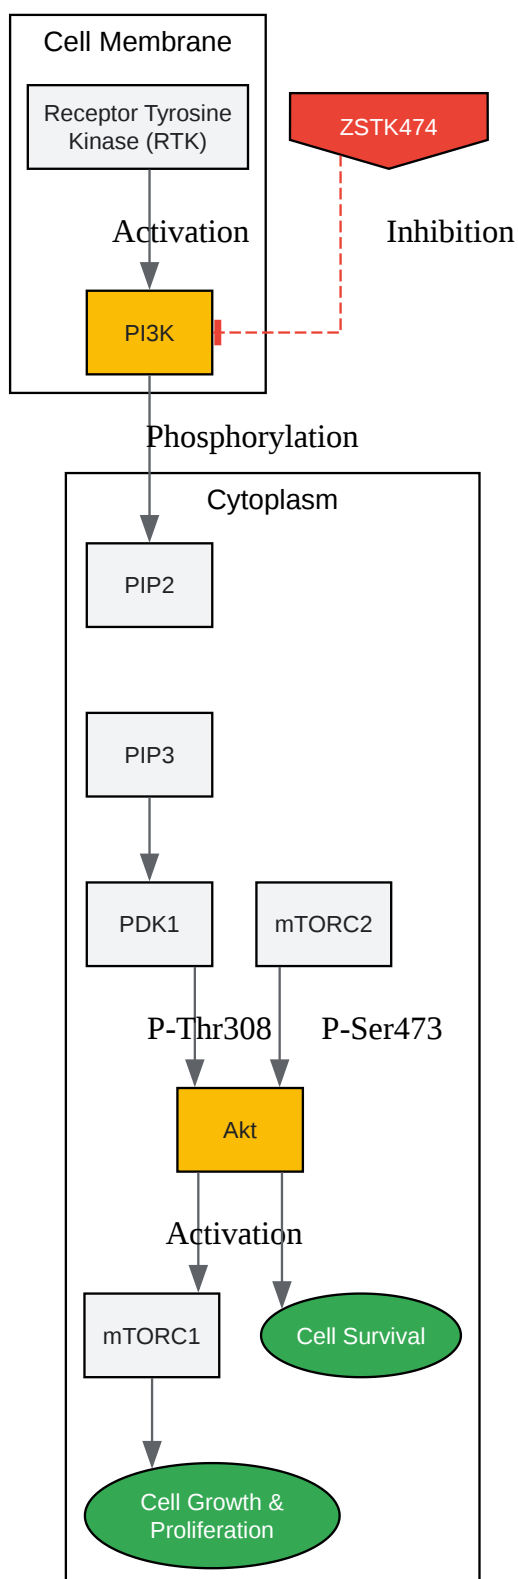 Cell Membrane
Receptor Tyrosine
Kinase (RTK)
ZSTK474
Activation
Inhibition
PI3K
Phosphorylation
Cytoplasm
PIP2
PIP3
PDK1
mTORC2
P-Thr308
P-Ser473
Akt
Activation
mTORC1
Cell Survival
Cell Growth &
Proliferation